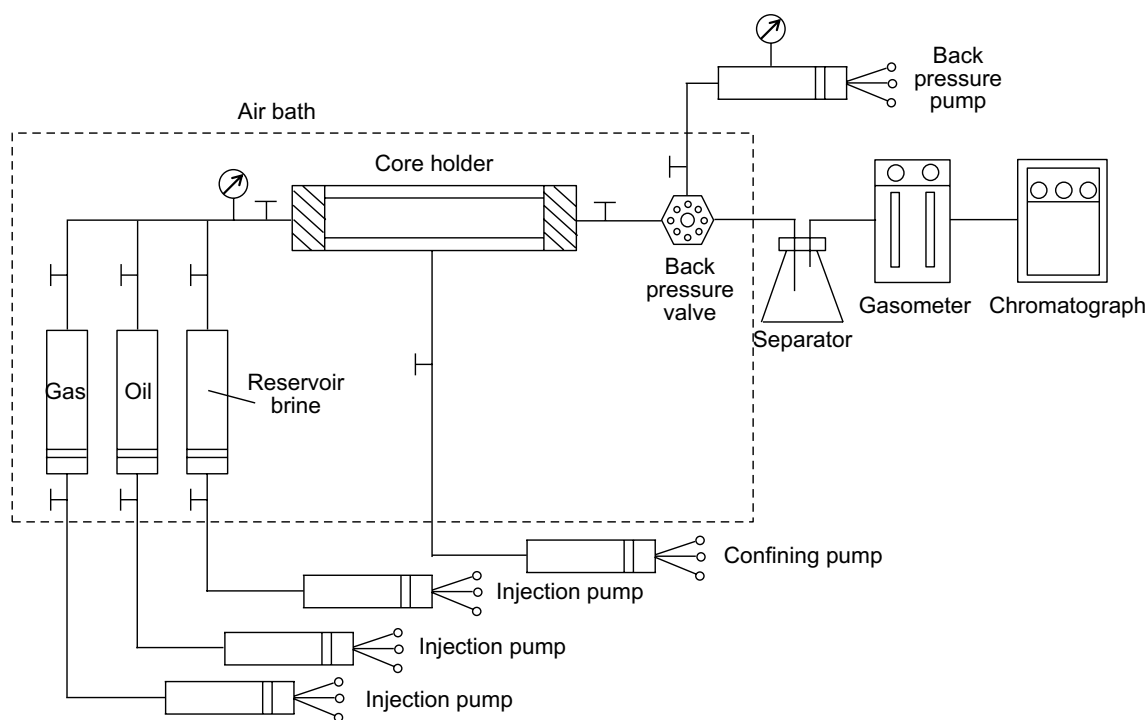 Back
pressure
pump
Air bath
Core holder
Back
pressure
valve
Separator
Gasometer
Chromatograph
Gas
Oil
Reservoir
brine
Confining pump
Injection pump
Injection pump
Injection pump